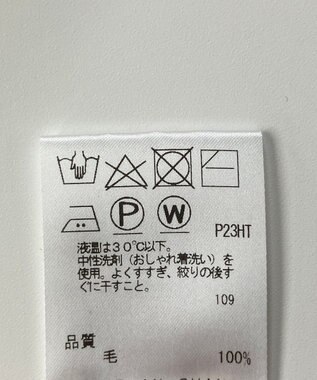 P W P23HT
液温は30℃以下。
中性洗剤(おしゃれ着洗い)を
使用。よくすすぎ、絞りの後す
ぐに干すこと。
109
品質
毛 100%